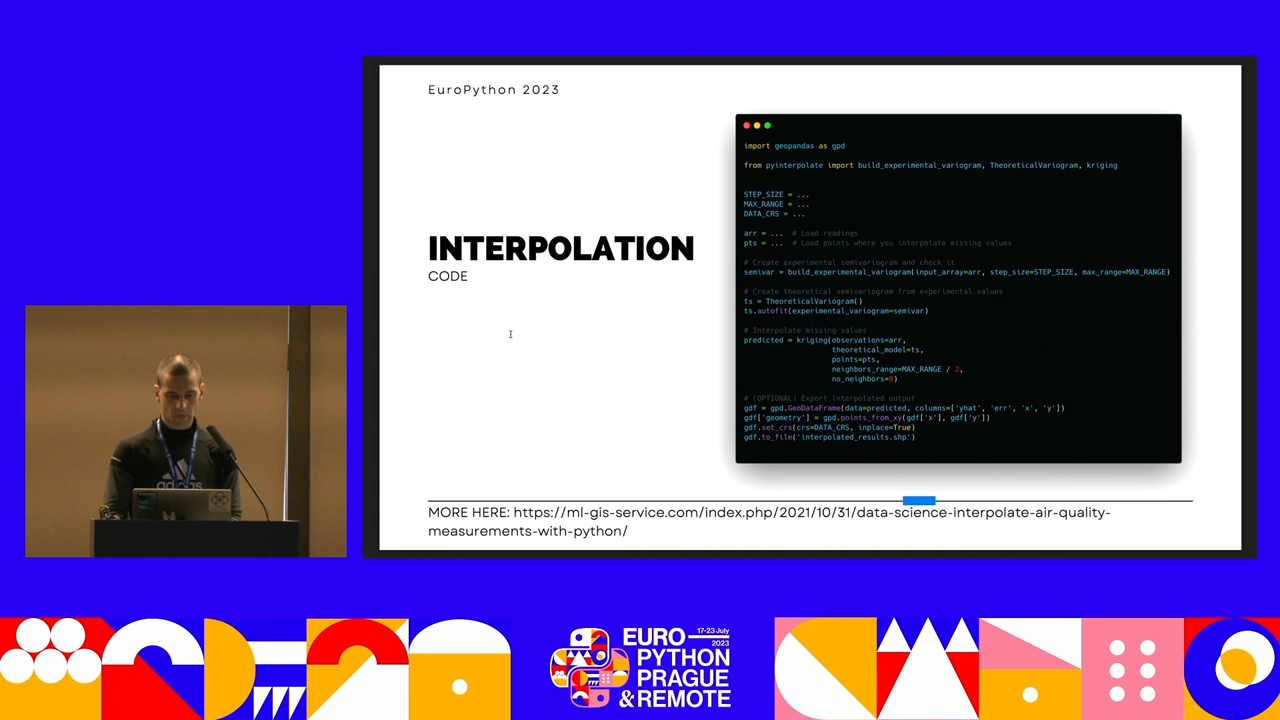 EuroPython 2023
INTERPOLATION
CODE
import geopandas as gpd
from pyinterpolate import build_experimental_variogram, TheoreticalVariogram, kriging
STEP_SIZE = ...
MAX_RANGE = ...
DATA_CRS = ...
arr = ...  # Load readings
pts = ...  # Load points where you interpolate missing values
# Create experimental semivariogram and check it
semivar = build_experimental_variogram(input_array=arr, step_size=STEP_SIZE, max_range=MAX_RANGE)
# Create theoretical semivariogram from experimental values
ts = TheoreticalVariogram()
ts.autofit(experimental_variogram=semivar)
# Interpolate missing values
predicted = kriging(observations=arr,
theoretical_model=ts,
points=pts,
neighbors_range=MAX_RANGE / 2,
no_neighbors=8)
# (OPTIONAL) Export interpolated output
gdf = gpd.GeoDataFrame(data=predicted, columns=['yhat', 'err', 'x', 'y'])
gdf['geometry'] = gpd.points_from_xy(gdf['x'], gdf['y'])
gdf.set_crs(crs=DATA_CRS, inplace=True)
gdf.to_file('interpolated_results.shp')
MORE HERE: https://ml-gis-service.com/index.php/2021/10/31/data-science-interpolate-air-quality-
measurements-with-python/
adidas
EURO 17-23 July 2023
PYTHON
PRAGUE
& REMOTE